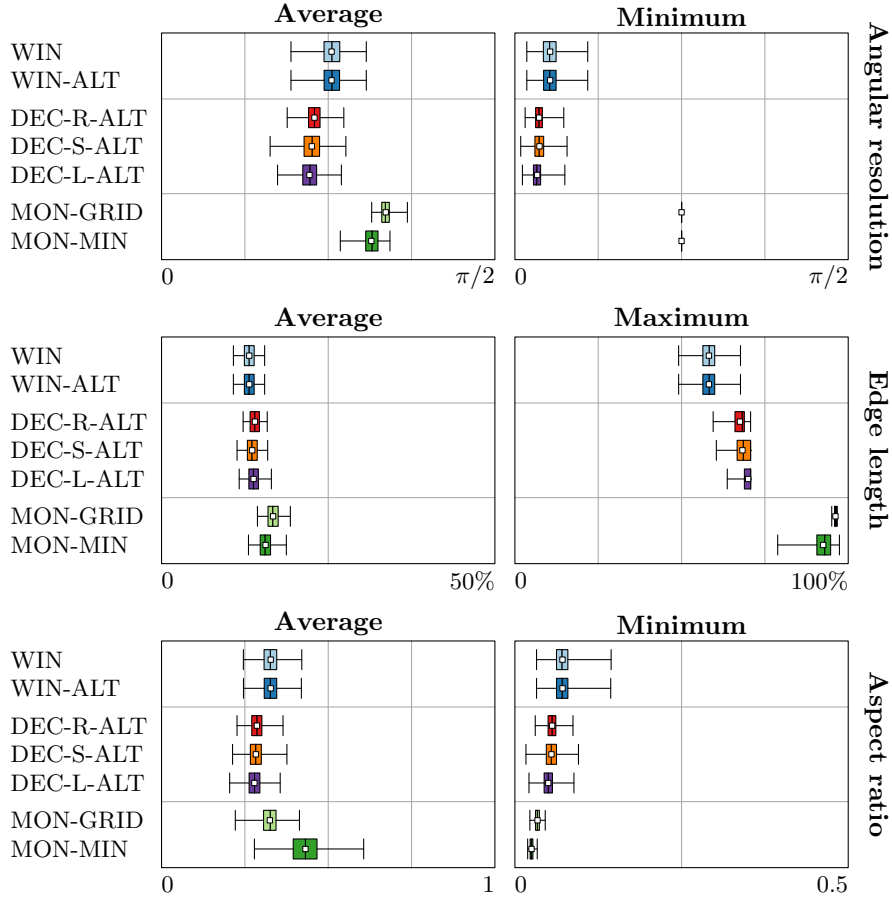 Average Minimum
WIN
WIN-ALT
DEC-R-ALT
DEC-S-ALT
DEC-L-ALT
MON-GRID
MON-MIN
0 π/2 0 π/2
Angular resolution
Average Maximum
WIN
WIN-ALT
DEC-R-ALT
DEC-S-ALT
DEC-L-ALT
MON-GRID
MON-MIN
0 50% 0 100%
Edge length
Average Minimum
WIN
WIN-ALT
DEC-R-ALT
DEC-S-ALT
DEC-L-ALT
MON-GRID
MON-MIN
0 1 0 0.5
Aspect ratio